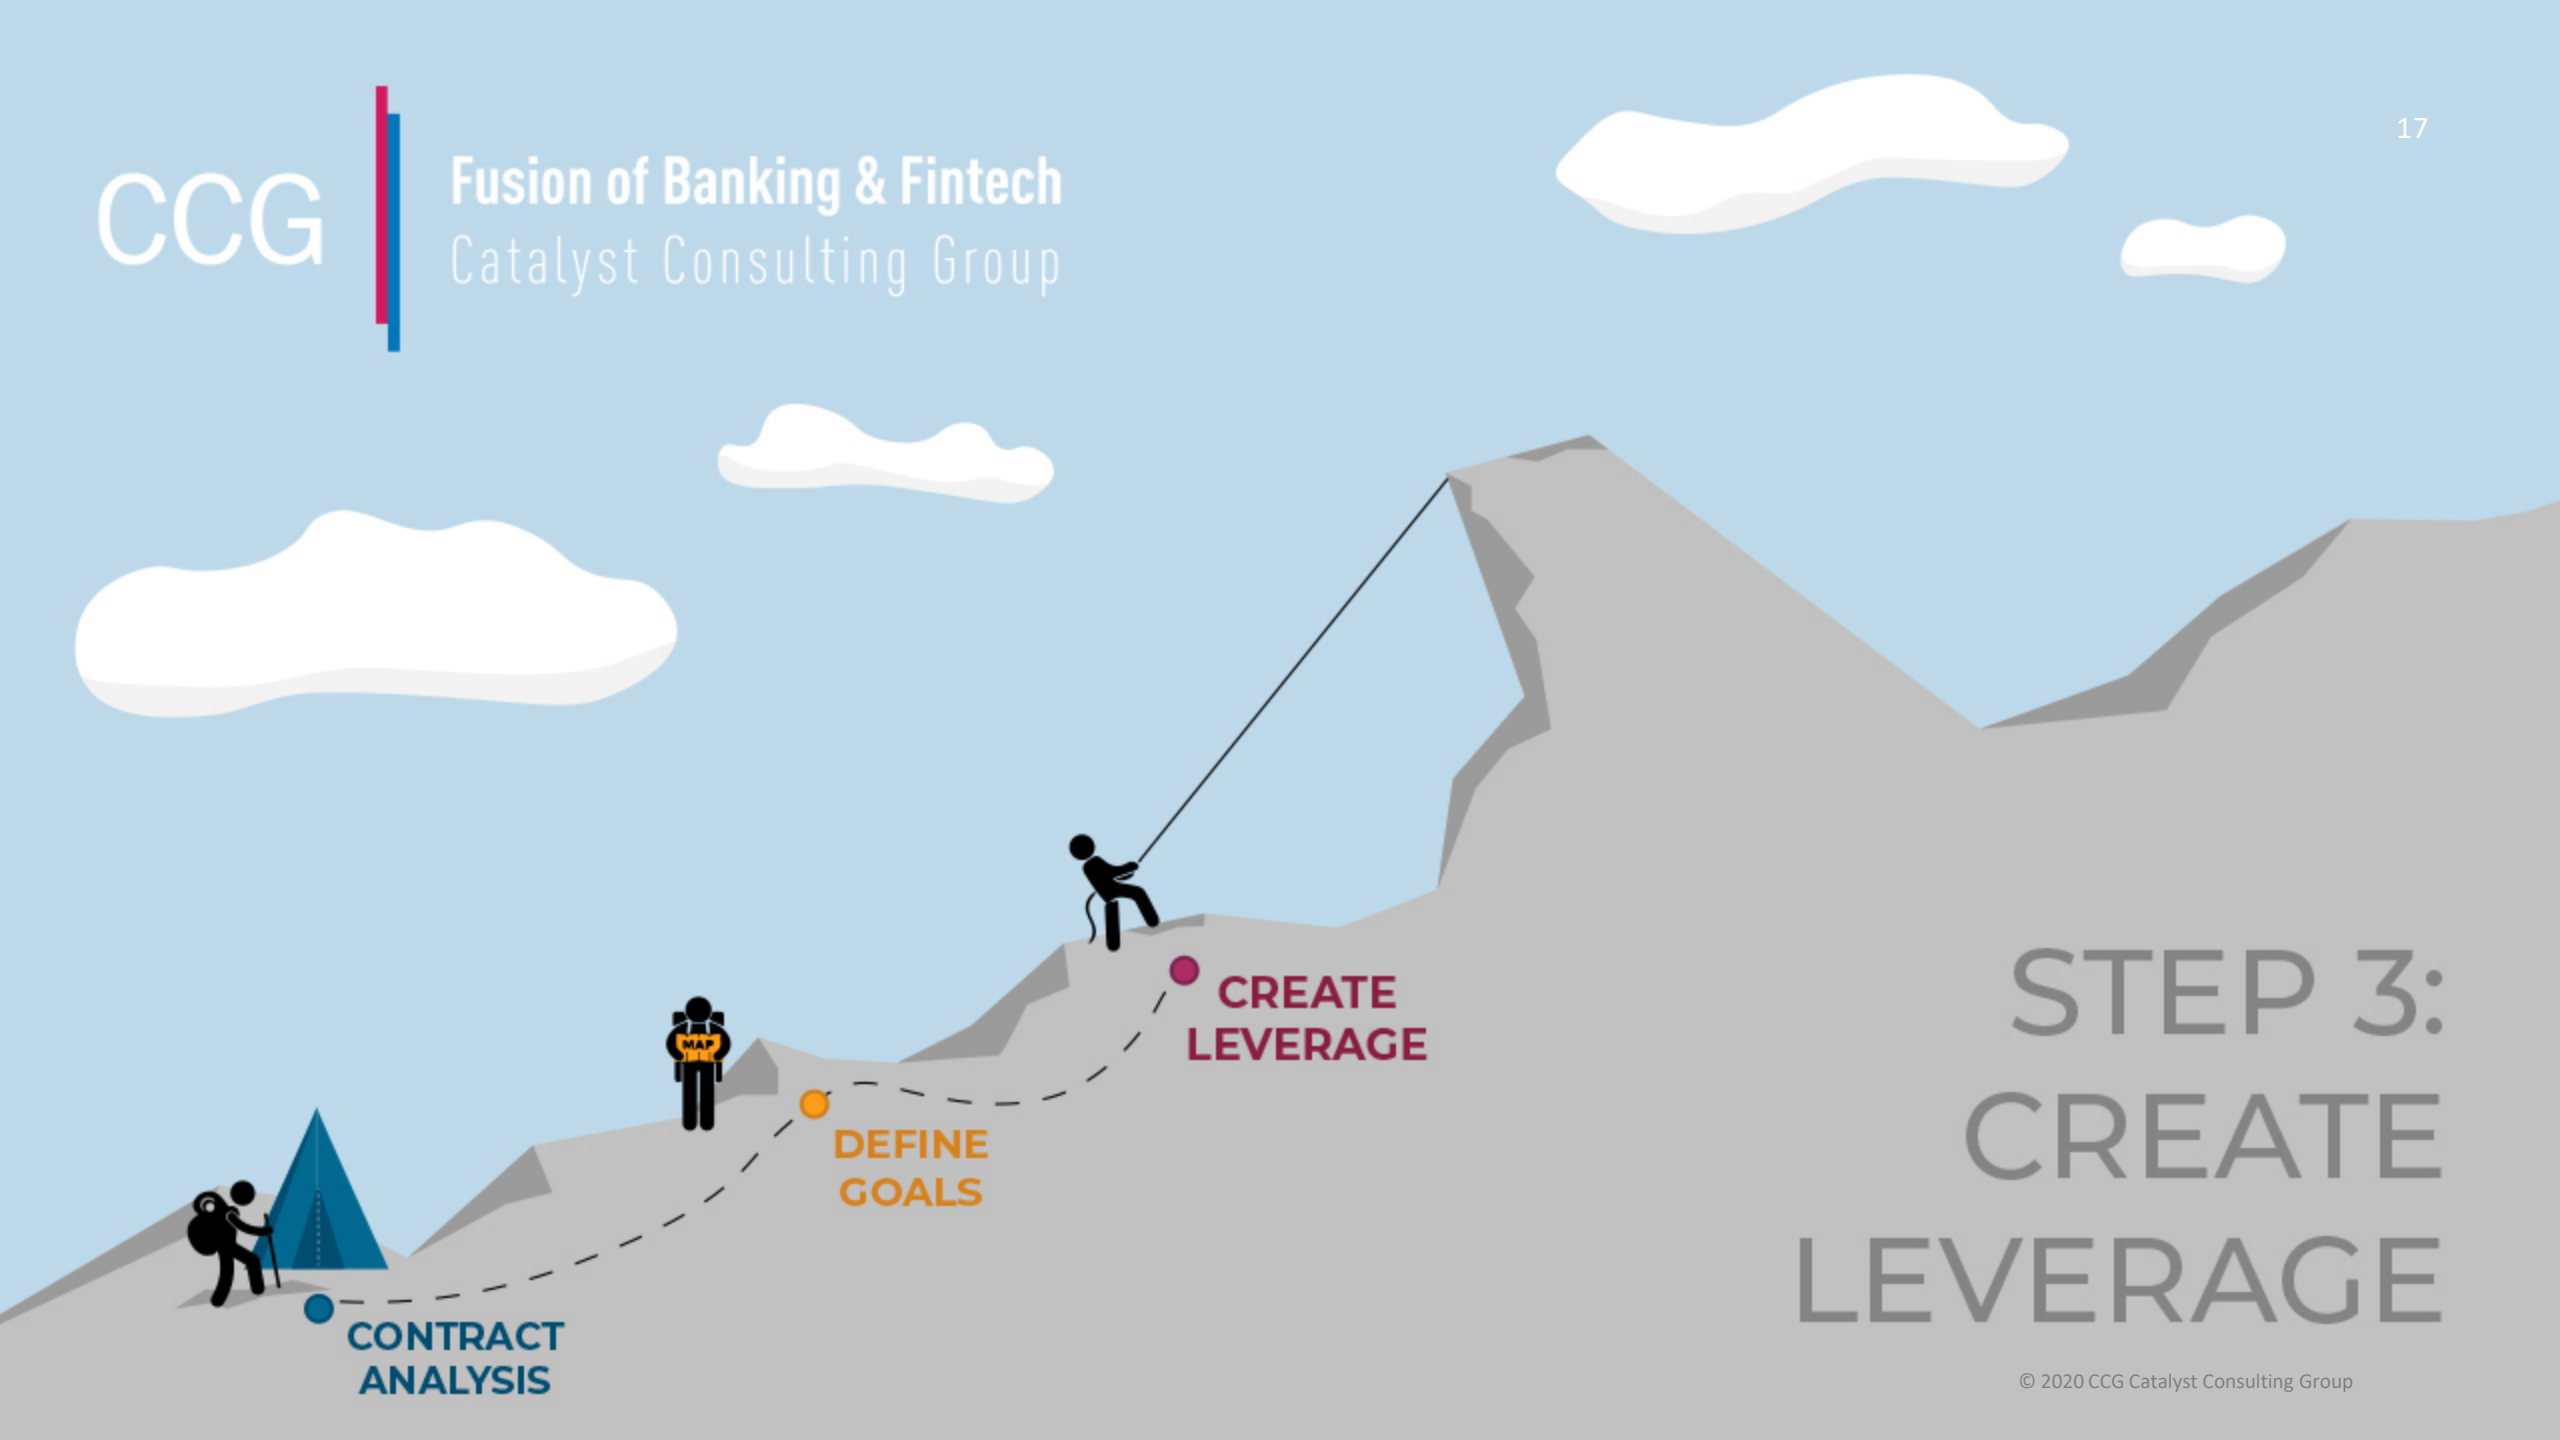 17
CCG
Fusion of Banking & Fintech
Catalyst Consulting Group
CREATE
LEVERAGE
MAP
DEFINE
GOALS
CONTRACT
ANALYSIS
STEP 3:
CREATE
LEVERAGE
© 2020 CCG Catalyst Consulting Group